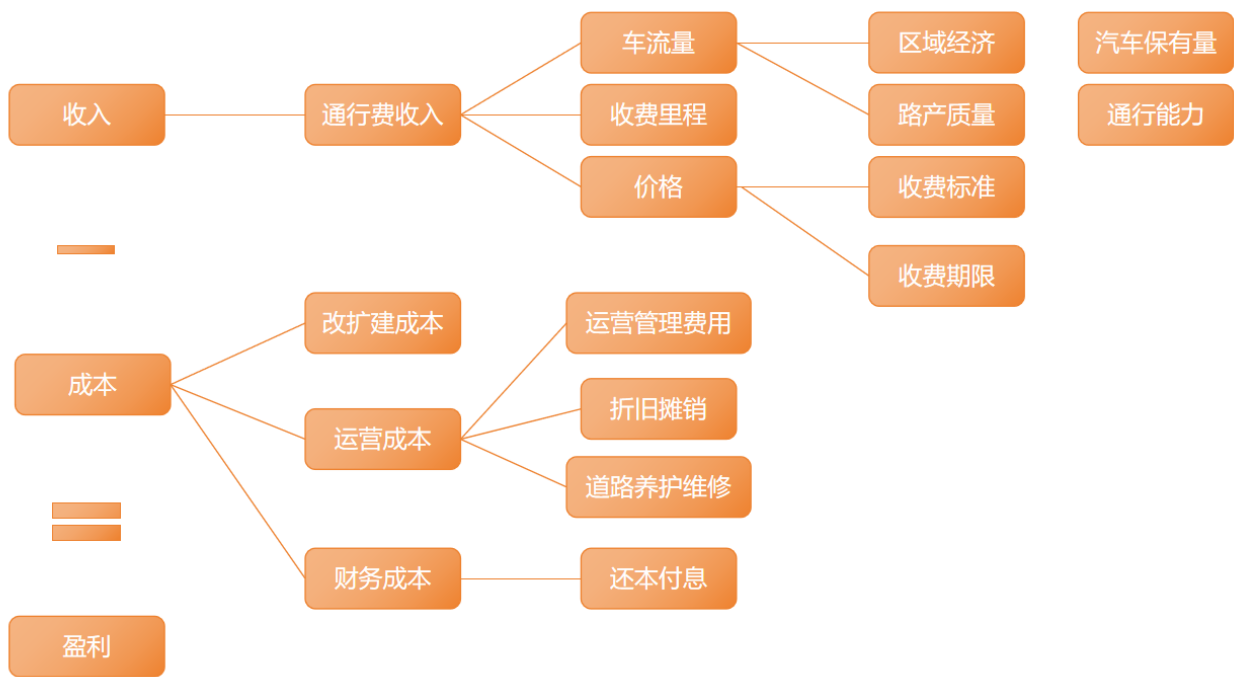 车流量
区域经济
汽车保有量
收入
通行费收入
收费里程
路产质量
通行能力
价格
收费标准
收费期限
改扩建成本
运营管理费用
成本
折旧摊销
运营成本
道路养护维修
财务成本
还本付息
盈利